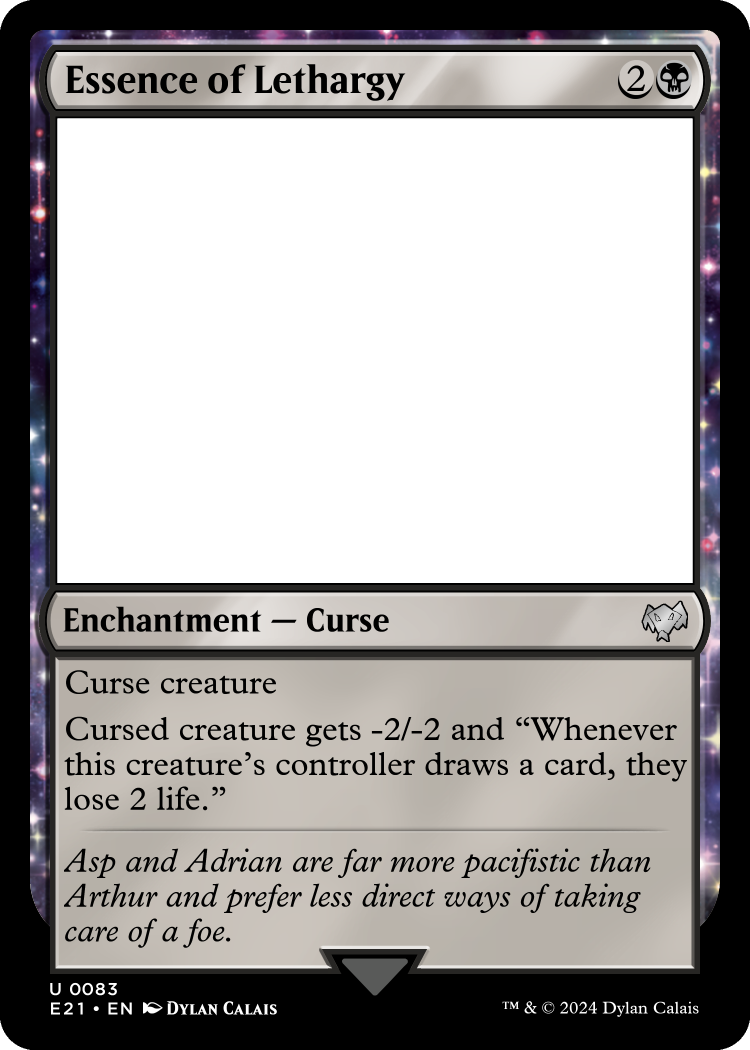 Essence of Lethargy 2
Enchantment — Curse
Curse creature
Cursed creature gets -2/-2 and “Whenever
this creature’s controller draws a card, they
lose 2 life.”
Asp and Adrian are far more pacifistic than
Arthur and prefer less direct ways of taking
care of a foe.
U 0083
E21 • EN Dylan Calais
™ & © 2024 Dylan Calais